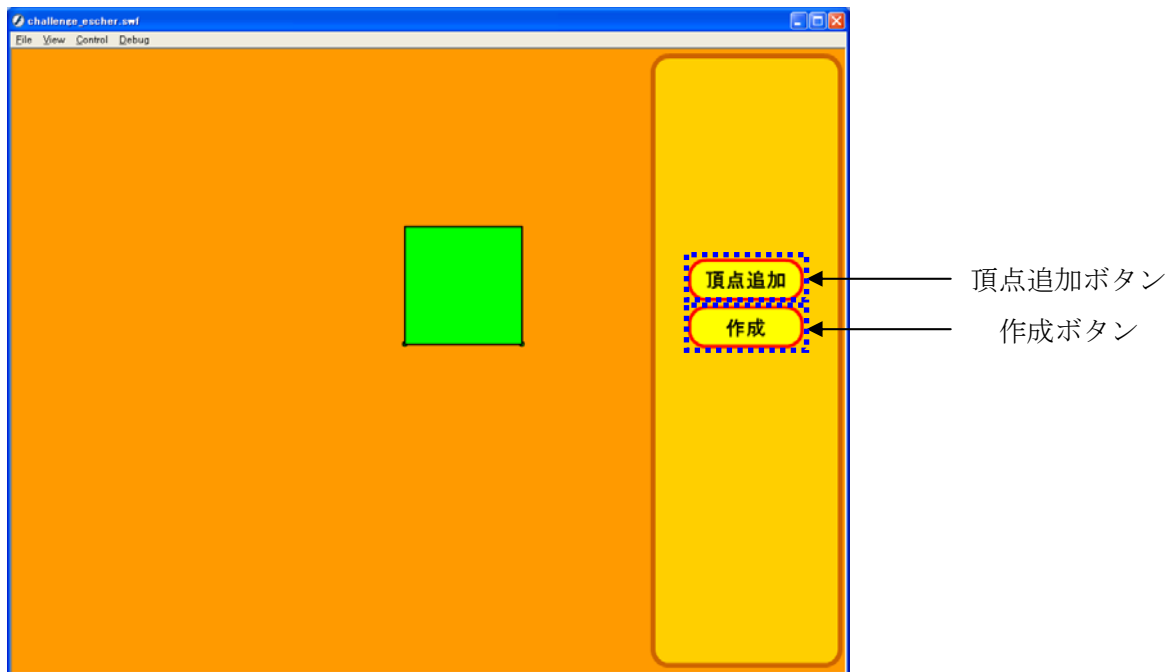 challenge_escher.swf
File View Control Debug
頂点追加
頂点追加ボタン
作成
作成ボタン